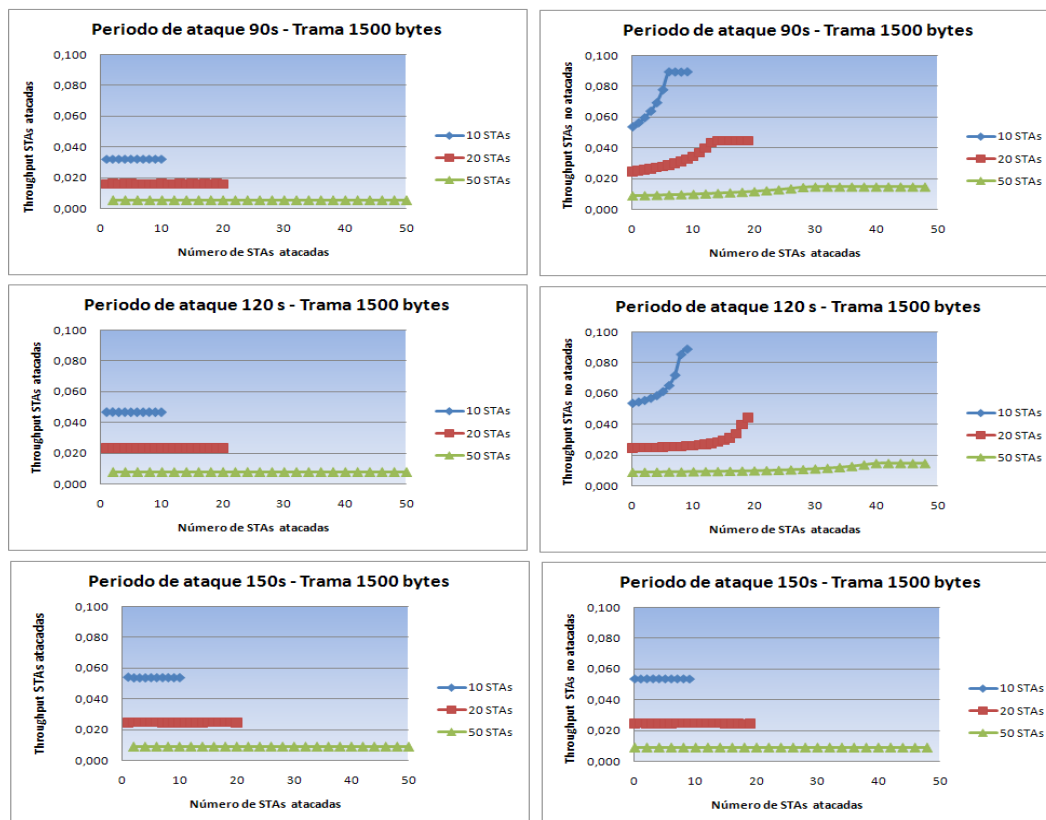 Periodo de ataque 90s - Trama 1500 bytes
Throughput STAs atacadas
0,100
0,080
0,060
0,040
0,020
0,000
0 10 20 30 40 50
Número de STAs atacadas
10 STAs
20 STAs
50 STAs
Periodo de ataque 90s - Trama 1500 bytes
Throughput STAs no atacadas
0,100
0,080
0,060
0,040
0,020
0,000
0 10 20 30 40 50
Número de STAs atacadas
10 STAs
20 STAs
50 STAs
Periodo de ataque 120 s - Trama 1500 bytes
Throughput STAs atacadas
0,100
0,080
0,060
0,040
0,020
0,000
0 10 20 30 40 50
Número de STAs atacadas
10 STAs
20 STAs
50 STAs
Periodo de ataque 120 s - Trama 1500 bytes
Throughput STAs no atacadas
0,100
0,080
0,060
0,040
0,020
0,000
0 10 20 30 40 50
Número de STAs atacadas
10 STAs
20 STAs
50 STAs
Periodo de ataque 150s - Trama 1500 bytes
Throughput STAs atacadas
0,100
0,080
0,060
0,040
0,020
0,000
0 10 20 30 40 50
Número de STAs atacadas
10 STAs
20 STAs
50 STAs
Periodo de ataque 150s - Trama 1500 bytes
Throughput STAs no atacadas
0,100
0,080
0,060
0,040
0,020
0,000
0 10 20 30 40 50
Número de STAs atacadas
10 STAs
20 STAs
50 STAs